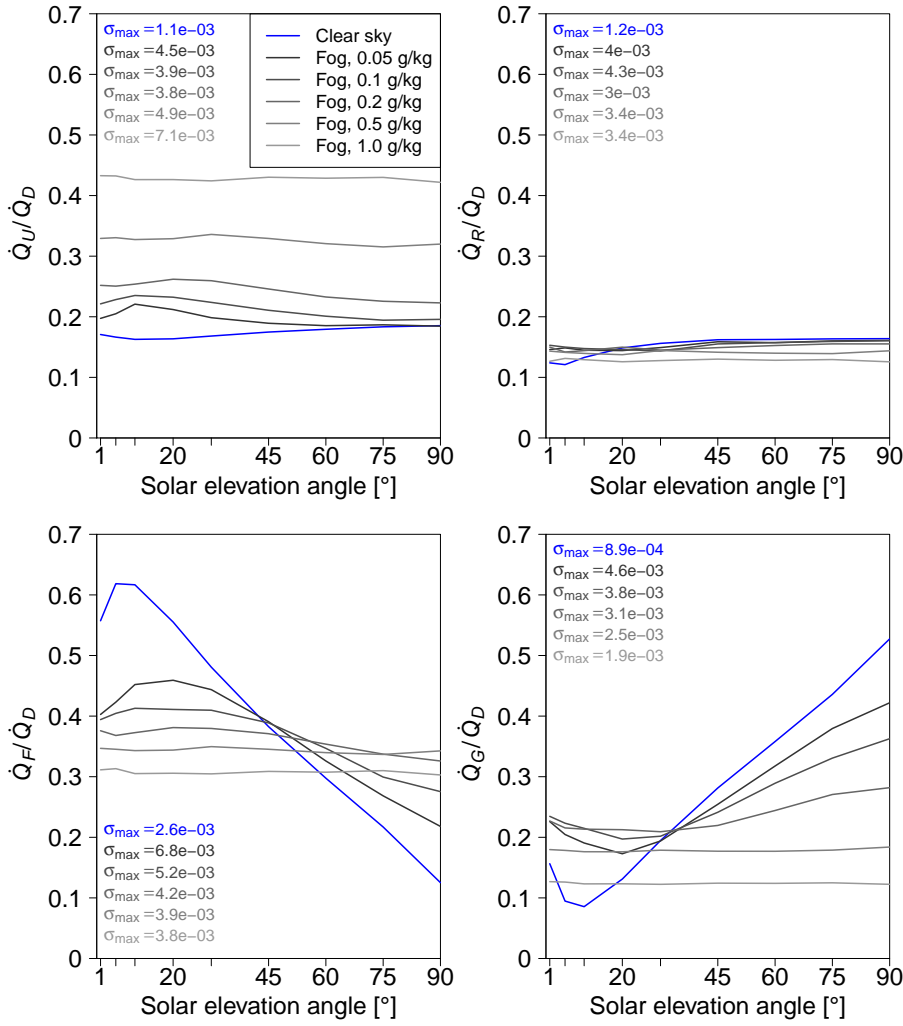 0.7
0.6
0.5
0.4
0.3
0.2
0.1
0
Q̇_U/Q̇_D
σmax=1.1e−03
σmax=4.5e−03
σmax=3.9e−03
σmax=3.8e−03
σmax=4.9e−03
σmax=7.1e−03
Clear sky
Fog, 0.05 g/kg
Fog, 0.1 g/kg
Fog, 0.2 g/kg
Fog, 0.5 g/kg
Fog, 1.0 g/kg
1 20 45 60 75 90
Solar elevation angle [°]
0.7
0.6
0.5
0.4
0.3
0.2
0.1
0
Q̇_R/Q̇_D
σmax=1.2e−03
σmax=4e−03
σmax=4.3e−03
σmax=3e−03
σmax=3.4e−03
σmax=3.4e−03
1 20 45 60 75 90
Solar elevation angle [°]
0.7
0.6
0.5
0.4
0.3
0.2
0.1
0
Q̇_F/Q̇_D
σmax=2.6e−03
σmax=6.8e−03
σmax=5.2e−03
σmax=4.2e−03
σmax=3.9e−03
σmax=3.8e−03
1 20 45 60 75 90
Solar elevation angle [°]
0.7
0.6
0.5
0.4
0.3
0.2
0.1
0
Q̇_G/Q̇_D
σmax=8.9e−04
σmax=4.6e−03
σmax=3.8e−03
σmax=3.1e−03
σmax=2.5e−03
σmax=1.9e−03
1 20 45 60 75 90
Solar elevation angle [°]